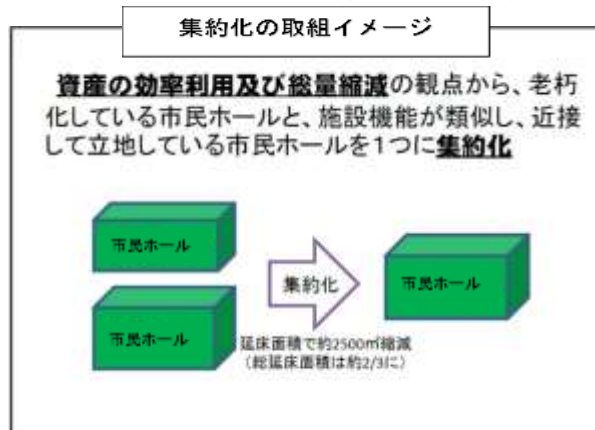 集約化の取組イメージ
資産の効率利用及び総量縮減の観点から、老朽
化している市民ホールと、施設機能が類似し、近接
して立地している市民ホールを1つに集約化
市民ホール
市民ホール
集約化
市民ホール
延床面積で約2500㎡縮減
（総延床面積は約2/3に）